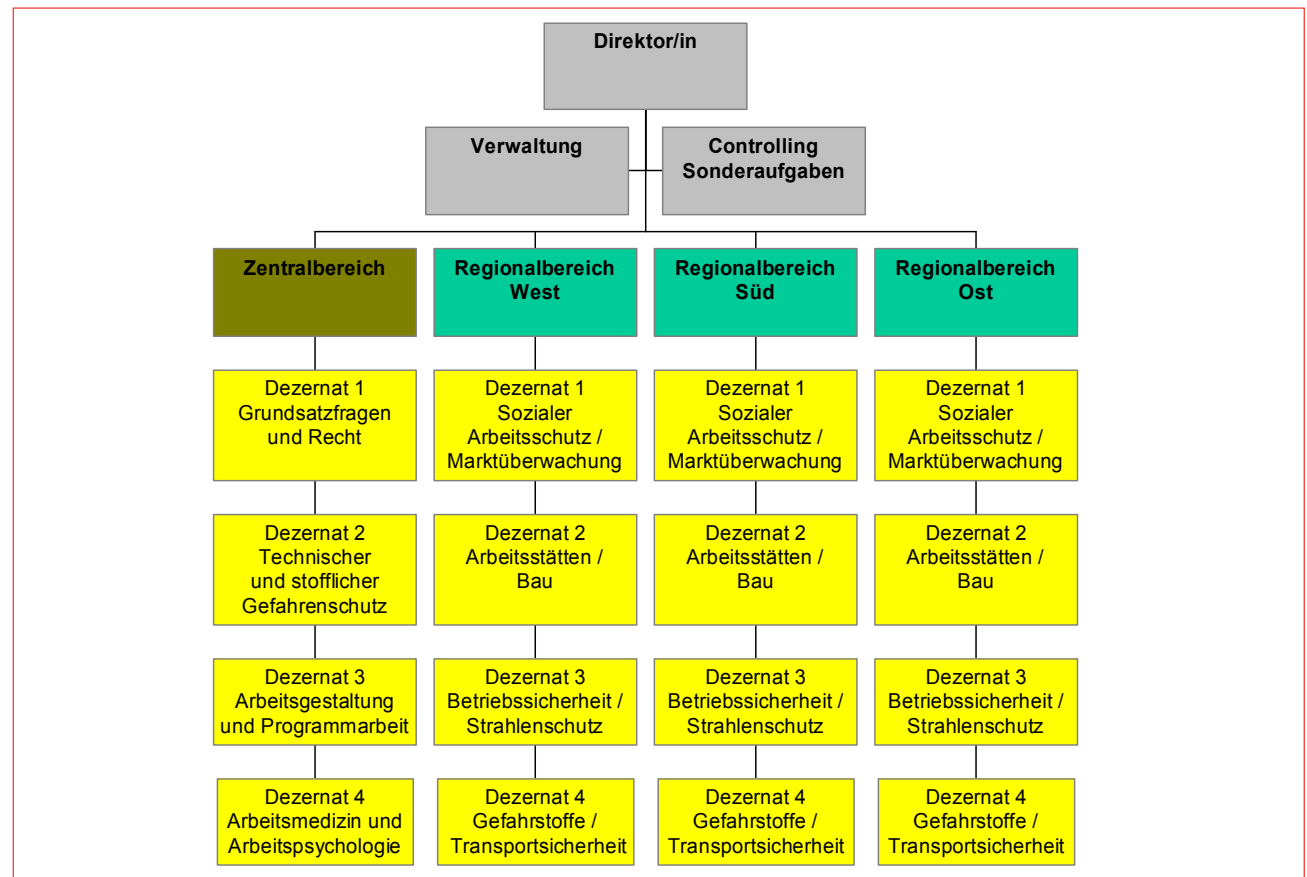 Direktor/in
Verwaltung
Controlling
Sonderaufgaben
Zentralbereich
Regionalbereich
West
Regionalbereich
Süd
Regionalbereich
Ost
Dezernat 1
Grundsatzfragen
und Recht
Dezernat 1
Sozialer
Arbeitsschutz /
Marktüberwachung
Dezernat 1
Sozialer
Arbeitsschutz /
Marktüberwachung
Dezernat 1
Sozialer
Arbeitsschutz /
Marktüberwachung
Dezernat 2
Technischer
und stofflicher
Gefahrenschutz
Dezernat 2
Arbeitsstätten /
Bau
Dezernat 2
Arbeitsstätten /
Bau
Dezernat 2
Arbeitsstätten /
Bau
Dezernat 3
Arbeitsgestaltung
und Programmarbeit
Dezernat 3
Betriebssicherheit /
Strahlenschutz
Dezernat 3
Betriebssicherheit /
Strahlenschutz
Dezernat 3
Betriebssicherheit /
Strahlenschutz
Dezernat 4
Arbeitsmedizin und
Arbeitspsychologie
Dezernat 4
Gefahrstoffe /
Transportsicherheit
Dezernat 4
Gefahrstoffe /
Transportsicherheit
Dezernat 4
Gefahrstoffe /
Transportsicherheit